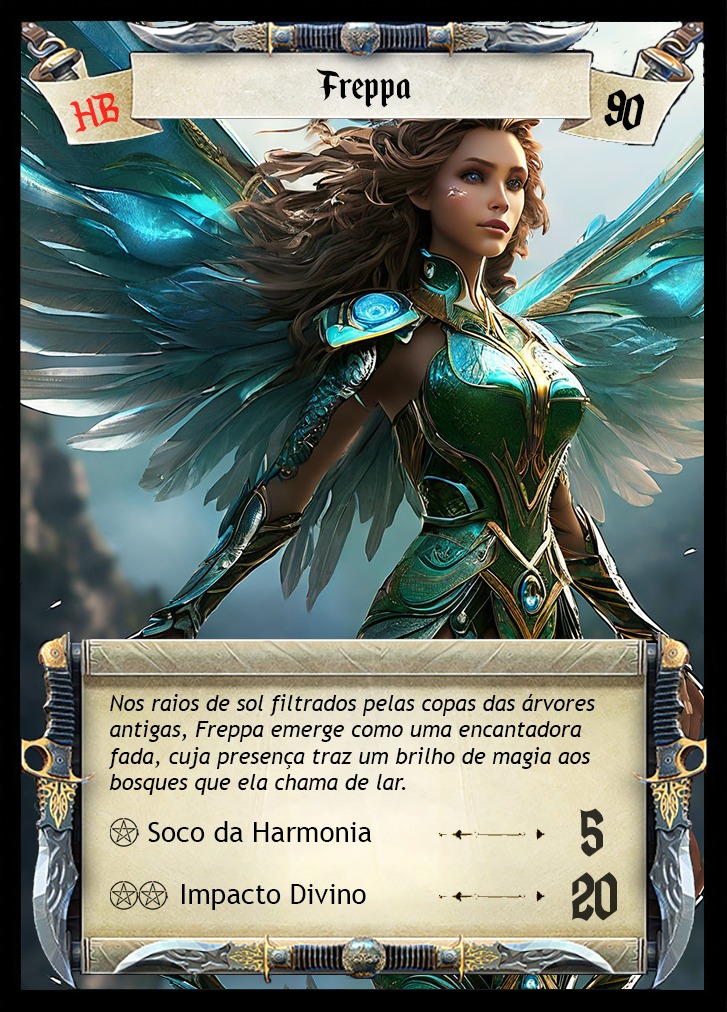 Freppa
HB
90
Nos raios de sol filtrados pelas copas das árvores
antigas, Freppa emerge como uma encantadora
fada, cuja presença traz um brilho de magia aos
bosques que ela chama de lar.
Soco da Harmonia 5
Impacto Divino 20